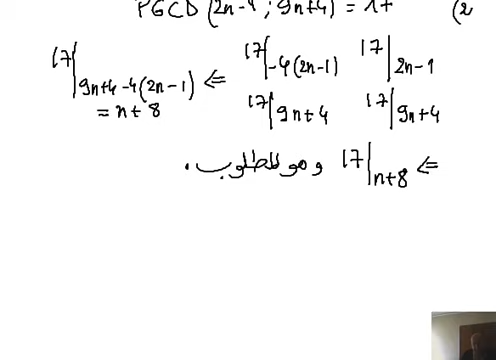 (2 PGCD(2n-1 ; 9n+4) = 17
17|2n-1 17|-4(2n-1)
17|9n+4 17|9n+4 ⇐ 17|9n+4-4(2n-1)
= n+8
⇐ 17|n+8 و هو المطلوب.